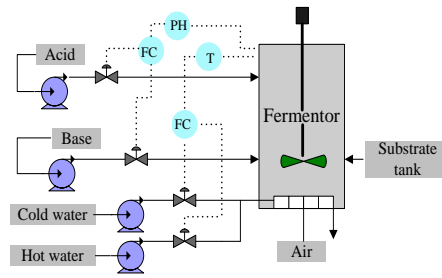 PH
Acid
FC
T
Fermentor
FC
Base
Substrate
tank
Cold water
Hot water
Air